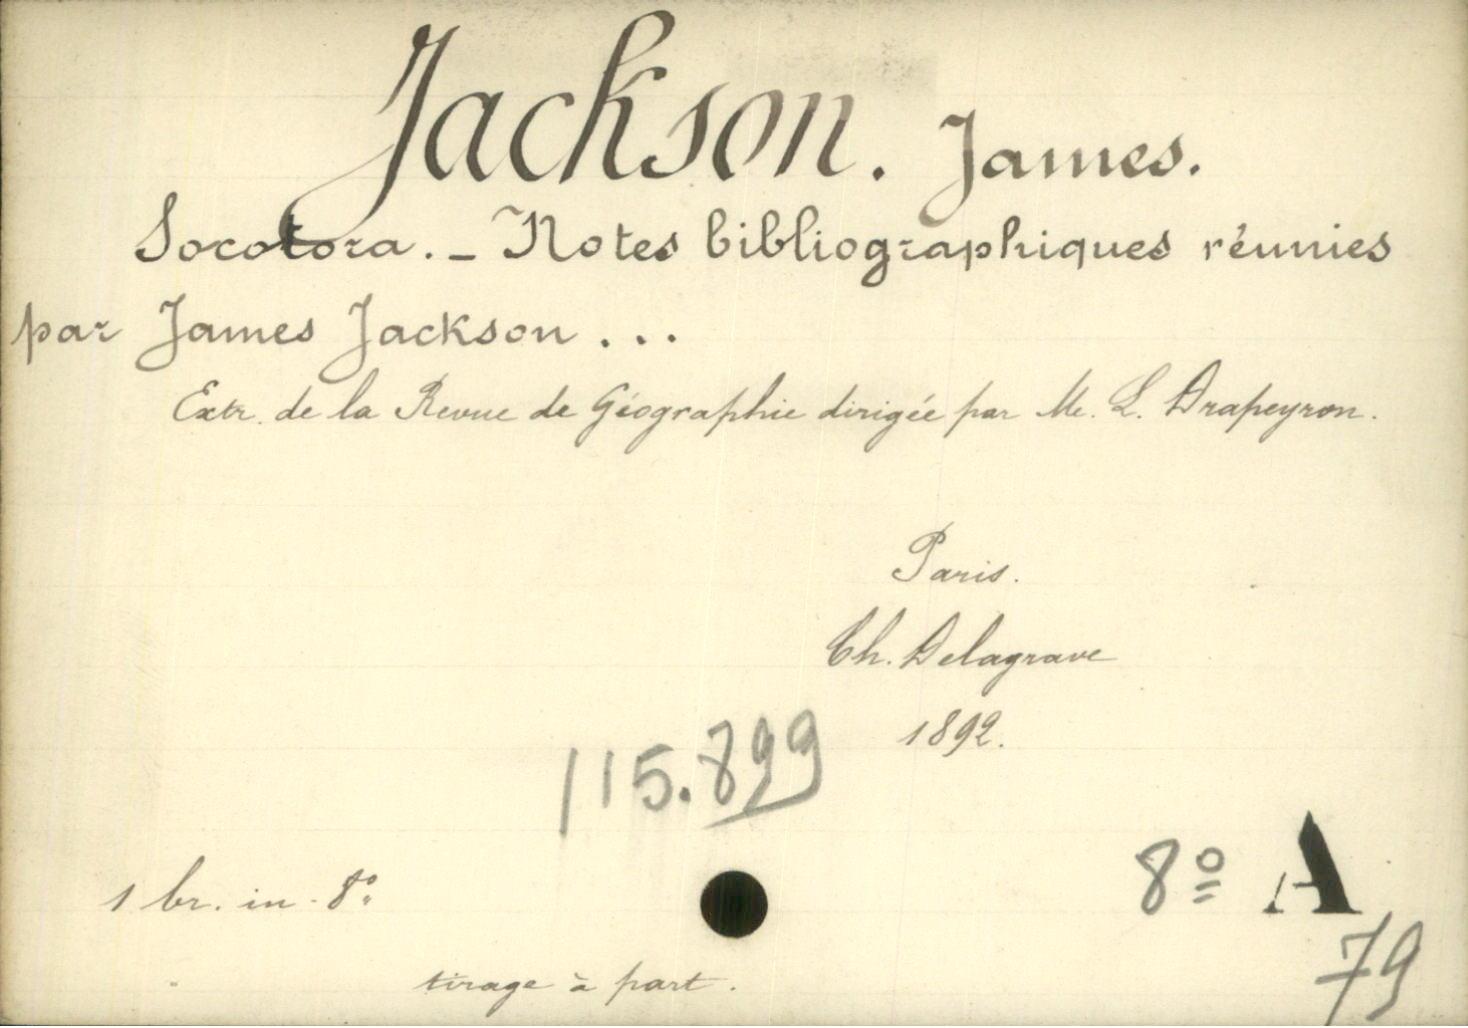 Jackson. James.
Socotora. - Notes bibliographiques réunies
par James Jackson ...
Extr. de la Revue de Géographie dirigée par M. L. Drapeyron.
Paris.
Ch. Delagrave
1892.
115.899
1 br. in-8°
8º A
79
tirage à part.